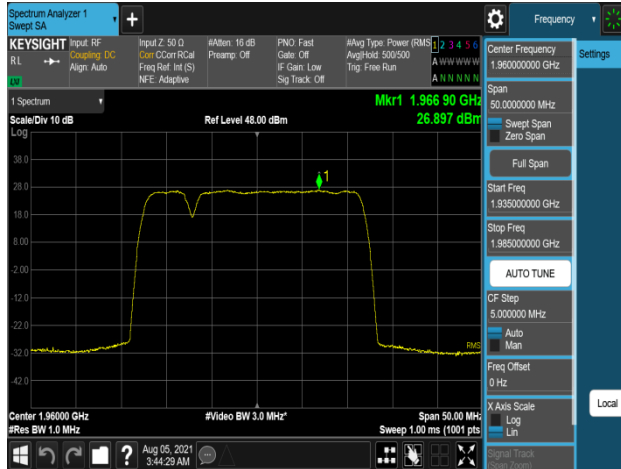 Spectrum Analyzer 1
Swept SA
Frequency
KEYSIGHT
RL
Input: RF
Coupling: DC
Align: Auto
Input Z: 50 Ω
Corr CCorr RCal
Freq Ref: Int (S)
NFE: Adaptive
#Atten: 16 dB
Preamp: Off
PNO: Fast
Gate: Off
IF Gain: Low
Sig Track: Off
#Avg Type: Power (RMS
Avg|Hold: 500/500
Trig: Free Run
1 2 3 4 5 6
A W W W W W
A N N N N N
1 Spectrum
Scale/Div 10 dB
Ref Level 48.00 dBm
Mkr1 1.966 90 GHz
26.897 dBm
Log
38.0
28.0
18.0
8.00
-2.00
-12.0
-22.0
-32.0
-42.0
1
RMS
Center 1.96000 GHz
#Res BW 1.0 MHz
#Video BW 3.0 MHz*
Span 50.00 MHz
Sweep 1.00 ms (1001 pts
Aug 05, 2021
3:44:29 AM
?
Center Frequency
1.960000000 GHz
Span
50.0000000 MHz
Swept Span
Zero Span
Full Span
Start Freq
1.935000000 GHz
Stop Freq
1.985000000 GHz
AUTO TUNE
CF Step
5.000000 MHz
Auto
Man
Freq Offset
0 Hz
X Axis Scale
Log
Lin
Signal Track
(Span Zoom)
Settings
Local